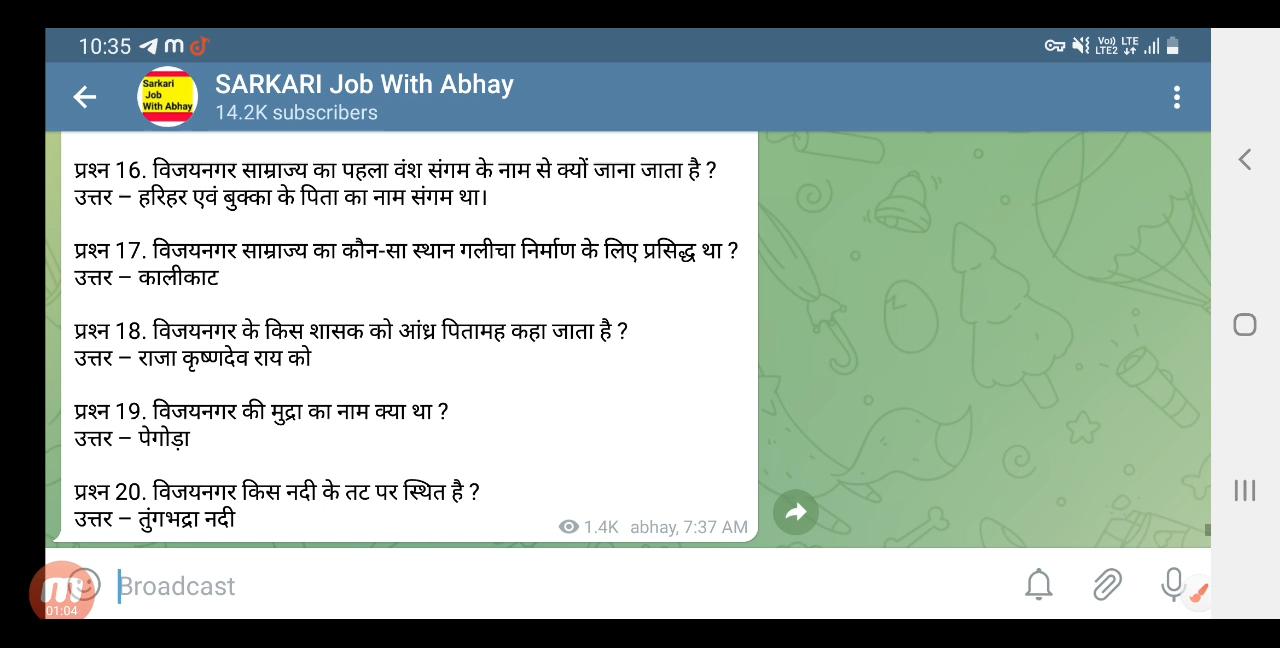 10:35
Vo) LTE
LTE2
SARKARI Job With Abhay
14.2K subscribers
Sarkari
Job
With Abhay
प्रश्न 16. विजयनगर साम्राज्य का पहला वंश संगम के नाम से क्यों जाना जाता है ?
उत्तर – हरिहर एवं बुक्का के पिता का नाम संगम था।
प्रश्न 17. विजयनगर साम्राज्य का कौन-सा स्थान गलीचा निर्माण के लिए प्रसिद्ध था ?
उत्तर – कालीकाट
प्रश्न 18. विजयनगर के किस शासक को आंध्र पितामह कहा जाता है ?
उत्तर – राजा कृष्णदेव राय को
प्रश्न 19. विजयनगर की मुद्रा का नाम क्या था ?
उत्तर – पेगोड़ा
प्रश्न 20. विजयनगर किस नदी के तट पर स्थित है ?
उत्तर – तुंगभद्रा नदी
1.4K abhay, 7:37 AM
Broadcast
01:04